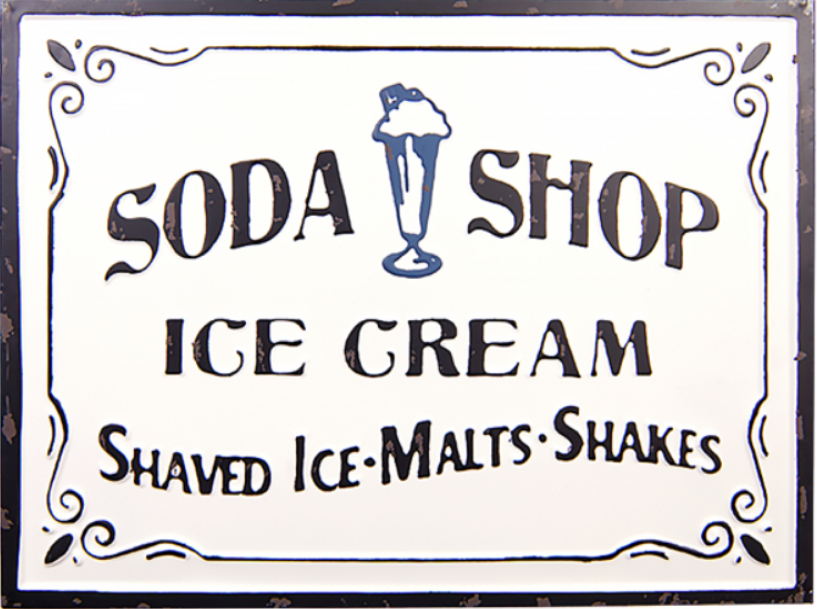 SODA SHOP
ICE CREAM
SHAVED ICE·MALTS·SHAKES